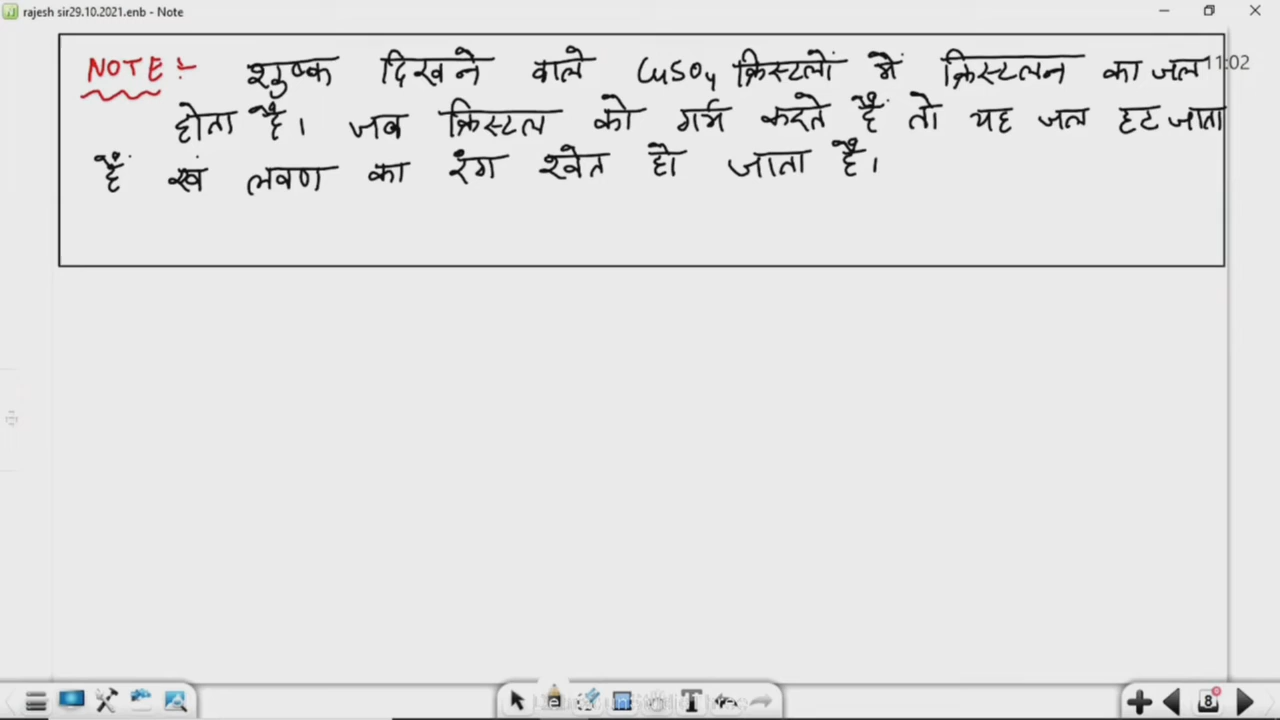 rajesh sir29.10.2021.enb - Note
NOTE:- शुष्क दिखने वाले CuSO4 क्रिस्टलों में क्रिस्टलन का जल
11:02
होता है। जब क्रिस्टल को गर्म करते हैं तो यह जल हट जाता
हैं एवं लवण का रंग श्वेत हो जाता है।
8